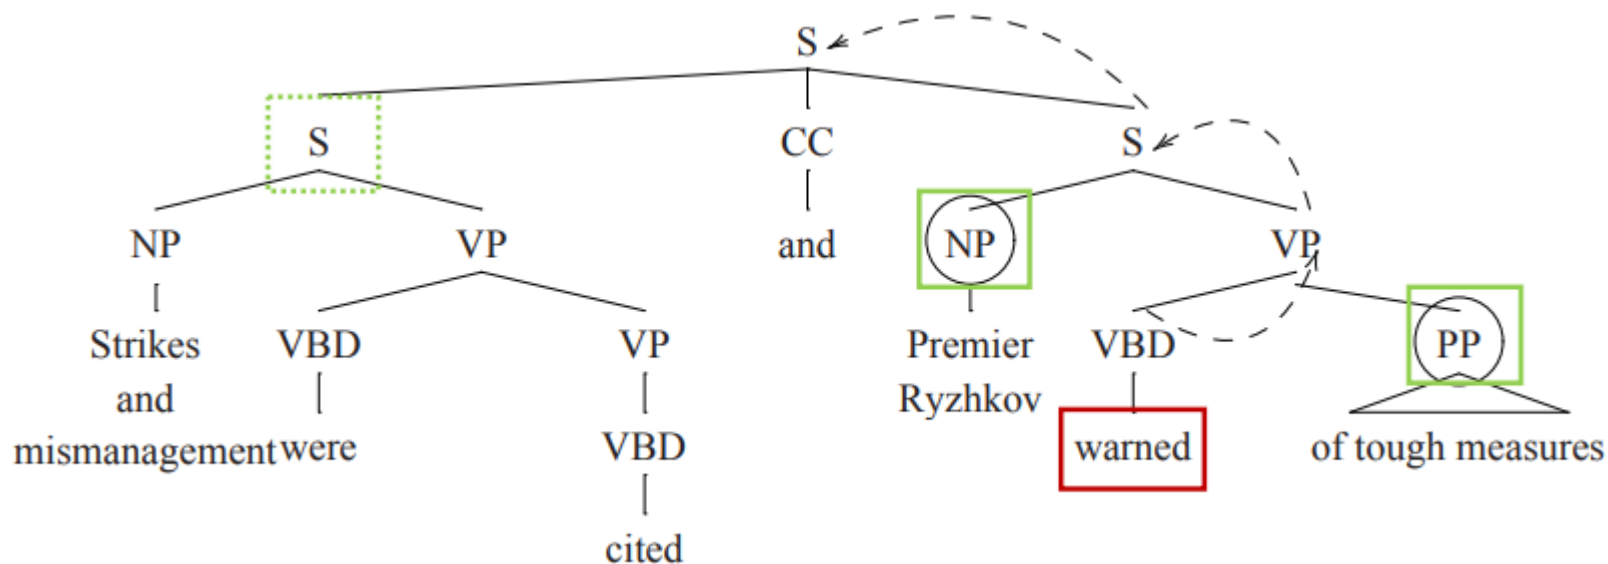 S
S CC S
NP VP and NP VP
Strikes VBD VP Premier VBD PP
and Ryzhkov
mismanagement were VBD warned of tough measures
cited